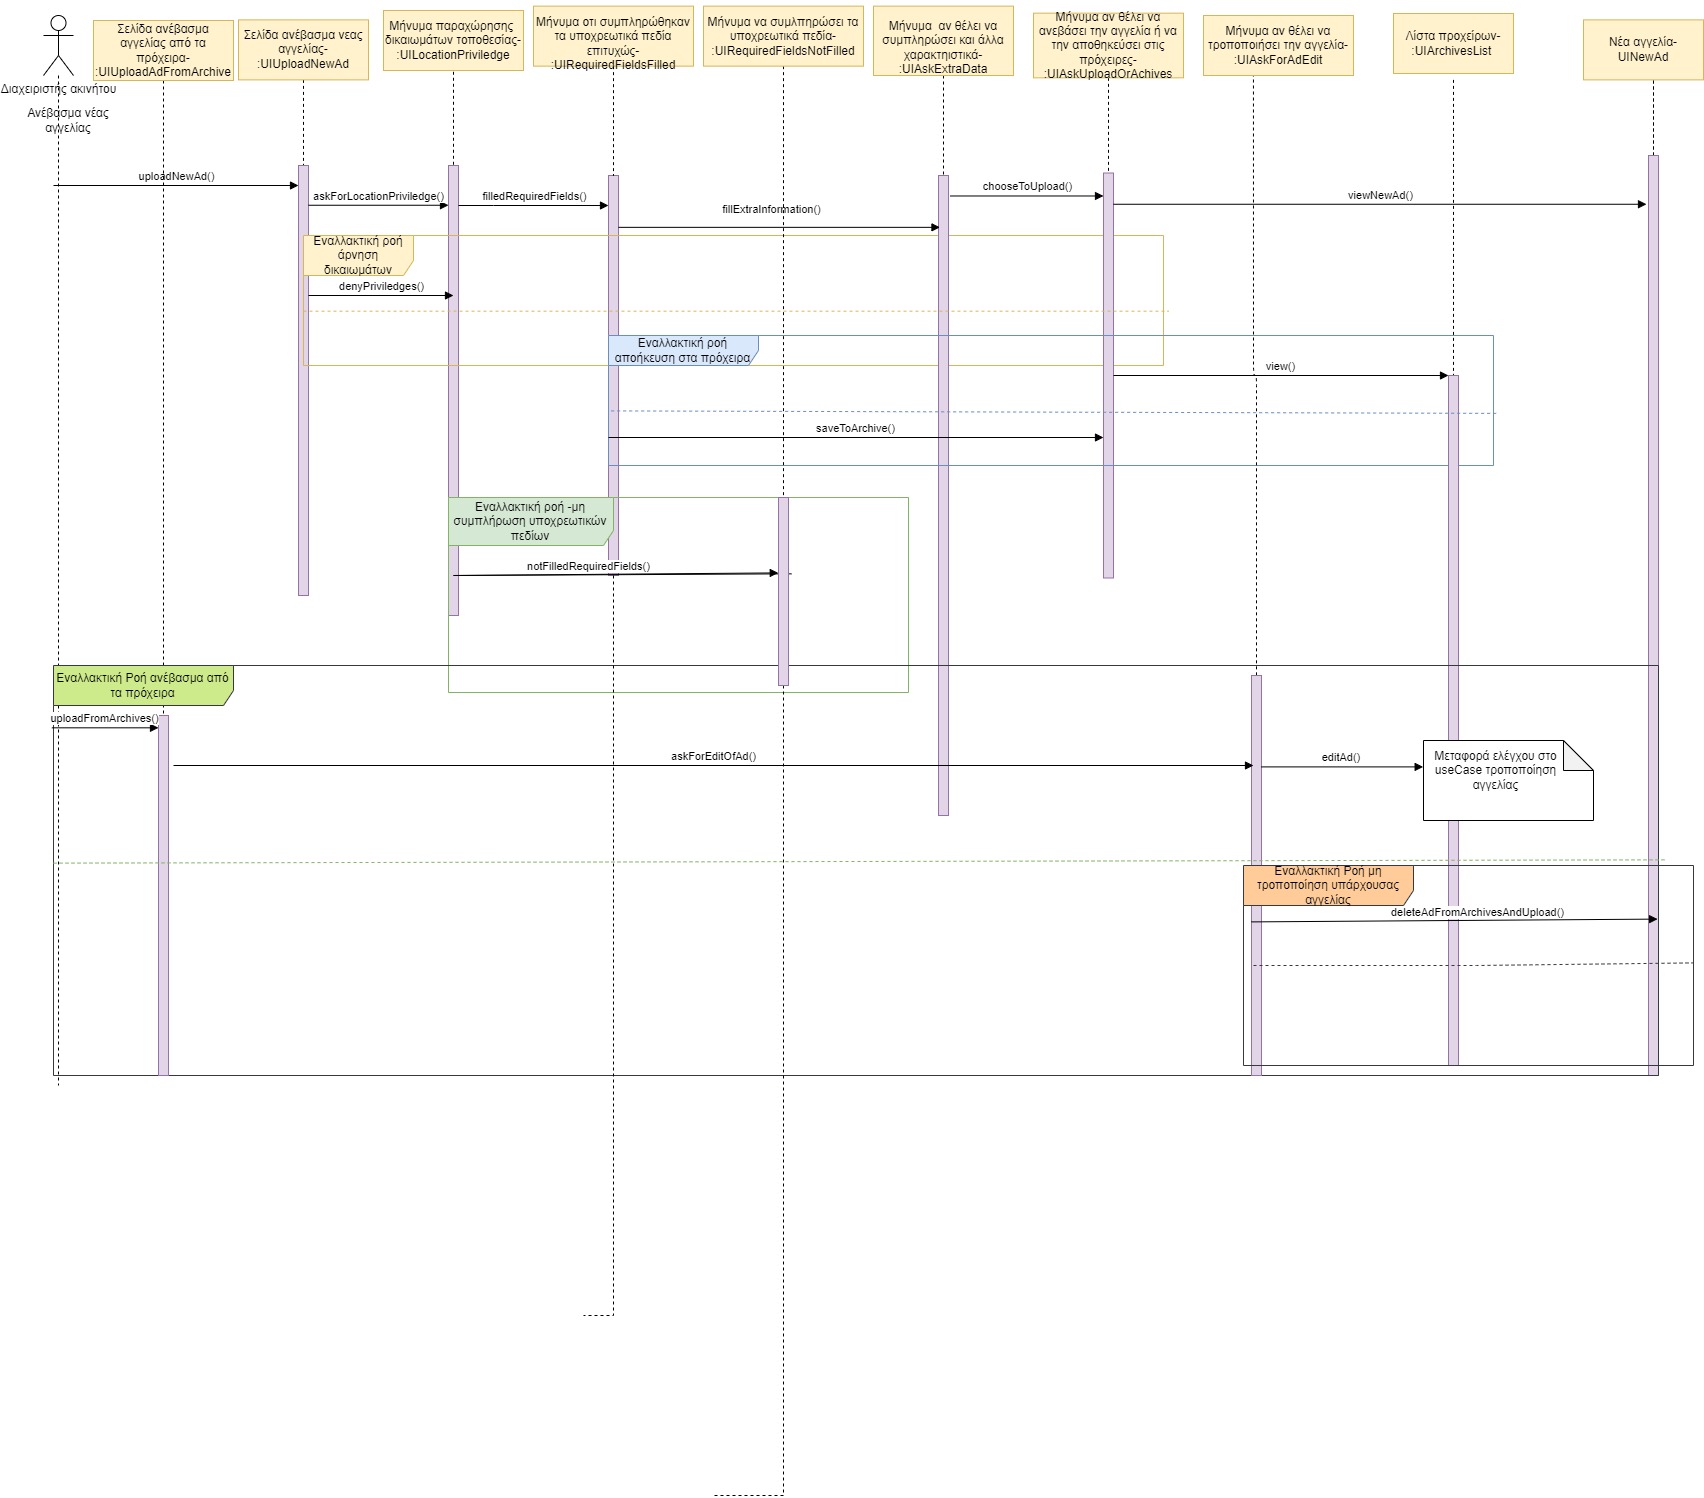 Διαχειριστής ακινήτου
Ανέβασμα νέας
αγγελίας
Σελίδα ανέβασμα
αγγελίας από τα
πρόχειρα-
:UIUploadAdFromArchive
Σελίδα ανέβασμα νεας
αγγελίας-
:UIUploadNewAd
Μήνυμα παραχώρησης
δικαιωμάτων τοποθεσίας-
:UILocationPriviledge
Μήνυμα οτι συμπληρώθηκαν
τα υποχρεωτικά πεδία
επιτυχώς-
:UIRequiredFieldsFilled
Μήνυμα να συμλπηρώσει τα
υποχρεωτικά πεδία-
:UIRequiredFieldsNotFilled
Μήνυμα αν θέλει να
συμπληρώσει και άλλα
χαρακτηιστικά-
:UIAskExtraData
Μήνυμα αν θέλει να
ανεβάσει την αγγελία ή να
την αποθηκεύσει στις
πρόχειρες-
:UIAskUploadOrAchives
Μήνυμα αν θέλει να
τροποποιήσει την αγγελία-
:UIAskForAdEdit
Λίστα προχείρων-
:UIArchivesList
Νέα αγγελία-
UINewAd
uploadNewAd()
askForLocationPriviledge()
filledRequiredFields()
fillExtraInformation()
chooseToUpload()
viewNewAd()
Εναλλακτική ροή
άρνηση
δικαιωμάτων
denyPriviledges()
Εναλλακτική ροή
αποήκευση στα πρόχειρα
view()
saveToArchive()
Εναλλακτική ροή -μη
συμπλήρωση υποχρεωτικών
πεδίων
notFilledRequiredFields()
Εναλλακτική Ροή ανέβασμα από
τα πρόχειρα
uploadFromArchives()
askForEditOfAd()
editAd()
Μεταφορά ελέγχου στο
useCase τροποποίηση
αγγελίας
Εναλλακτική Ροή μη
τροποποίηση υπάρχουσας
αγγελίας
deleteAdFromArchivesAndUpload()